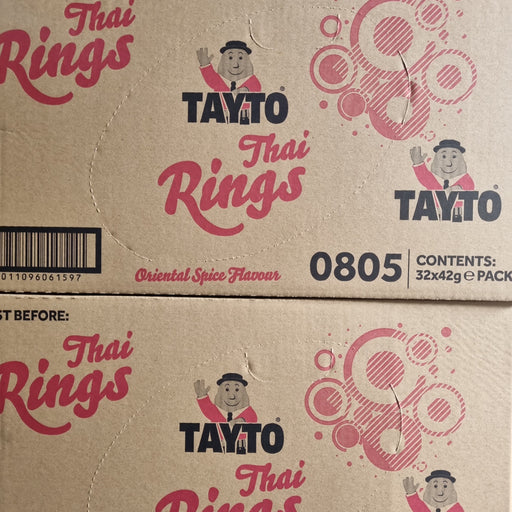 Thai
Rings
TAYTO
Thai
Rings
TAYTO
011096061597
Oriental Spice Flavour
0805
CONTENTS:
32x42g e PACK
ST BEFORE:
Thai
Rings
TAYTO
Thai
Rings